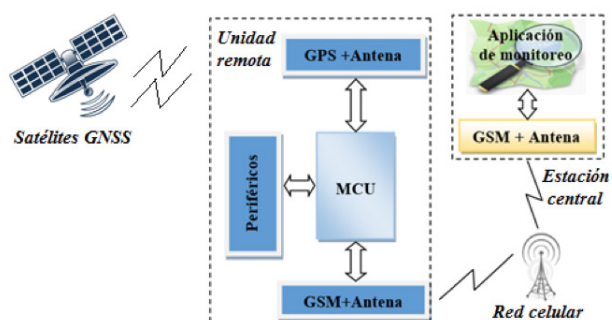 Satélites GNSS
Unidad
remota
GPS +Antena
Periféricos
MCU
GSM+Antena
Aplicación
de monitoreo
GSM + Antena
Estación
central
Red celular